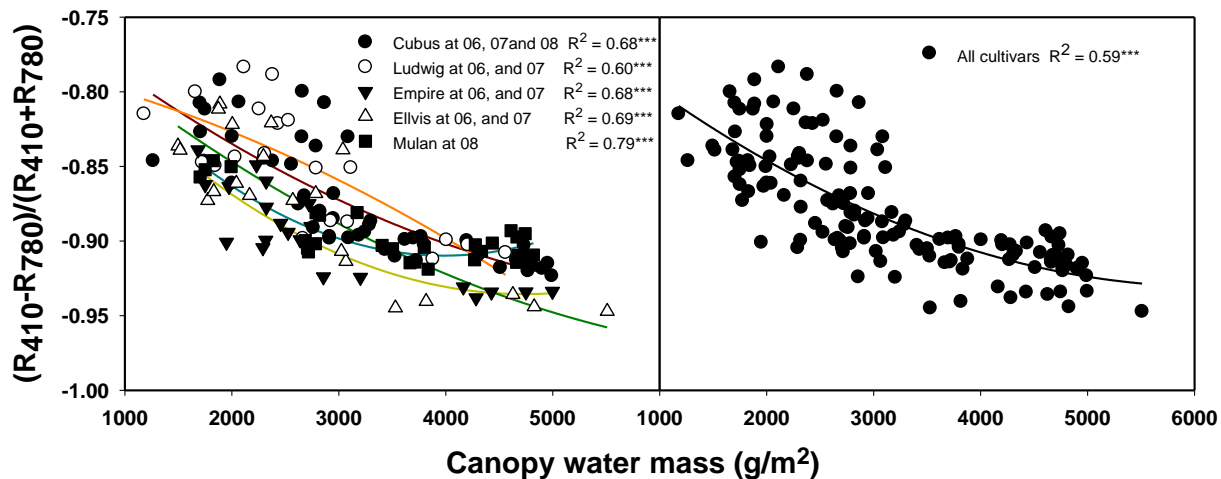 (R410-R780)/(R410+R780)
-0.75
-0.80
-0.85
-0.90
-0.95
-1.00
Cubus at 06, 07and 08 R2 = 0.68***
Ludwig at 06, and 07 R2 = 0.60***
Empire at 06, and 07 R2 = 0.68***
Ellvis at 06, and 07 R2 = 0.69***
Mulan at 08 R2 = 0.79***
All cultivars R2 = 0.59***
1000 2000 3000 4000 5000 1000 2000 3000 4000 5000 6000
Canopy water mass (g/m2)